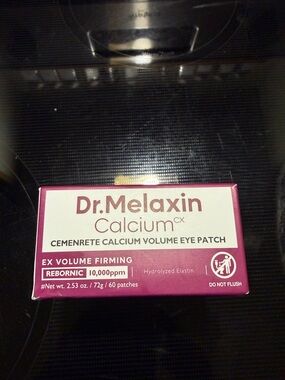 Dr.Melaxin
Calcium CX
CEMENRETE CALCIUM VOLUME EYE PATCH
EX VOLUME FIRMING
REBORNIC 10,000ppm Hydrolyzed Elastin
#Net wt. 2.53 oz. / 72g / 60 patches
DO NOT FLUSH